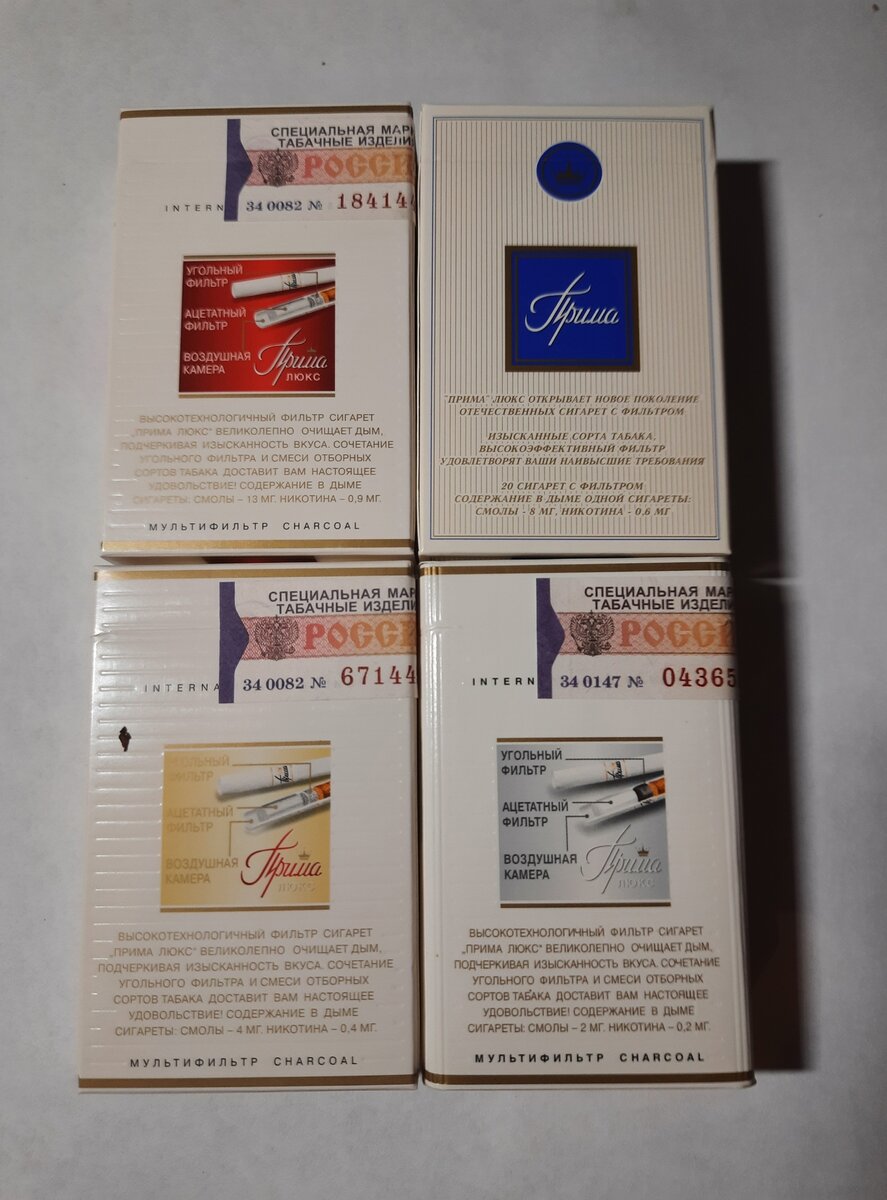 СПЕЦИАЛЬНАЯ МАР
ТАБАЧНЫЕ ИЗДЕЛИ
РОССИ
INTERN
34 0082 № 18414
УГОЛЬНЫЙ
ФИЛЬТР
АЦЕТАТНЫЙ
ФИЛЬТР
ВОЗДУШНАЯ
КАМЕРА
Прима
ЛЮКС
ВЫСОКОТЕХНОЛОГИЧНЫЙ ФИЛЬТР СИГАРЕТ
„ПРИМА ЛЮКС" ВЕЛИКОЛЕПНО ОЧИЩАЕТ ДЫМ,
ПОДЧЕРКИВАЯ ИЗЫСКАННОСТЬ ВКУСА. СОЧЕТАНИЕ
УГОЛЬНОГО ФИЛЬТРА И СМЕСИ ОТБОРНЫХ
СОРТОВ ТАБАКА ДОСТАВИТ ВАМ НАСТОЯЩЕЕ
УДОВОЛЬСТВИЕ! СОДЕРЖАНИЕ В ДЫМЕ
СИГАРЕТЫ: СМОЛЫ – 13 МГ. НИКОТИНА – 0,9 МГ.
МУЛЬТИФИЛЬТР CHARCOAL
Прима
"ПРИМА" ЛЮКС ОТКРЫВАЕТ НОВОЕ ПОКОЛЕНИЕ
ОТЕЧЕСТВЕННЫХ СИГАРЕТ С ФИЛЬТРОМ
ИЗЫСКАННЫЕ СОРТА ТАБАКА,
ВЫСОКОЭФФЕКТИВНЫЙ ФИЛЬТР
УДОВЛЕТВОРЯТ ВАШИ НАИВЫСШИЕ ТРЕБОВАНИЯ
20 СИГАРЕТ С ФИЛЬТРОМ
СОДЕРЖАНИЕ В ДЫМЕ ОДНОЙ СИГАРЕТЫ:
СМОЛЫ - 8 МГ, НИКОТИНА - 0,6 МГ
СПЕЦИАЛЬНАЯ МАР
ТАБАЧНЫЕ ИЗДЕЛИ
РОССИ
INTERNA
34 0082 № 67144
УГОЛЬНЫЙ
ФИЛЬТР
АЦЕТАТНЫЙ
ФИЛЬТР
ВОЗДУШНАЯ
КАМЕРА
Прима
ЛЮКС
ВЫСОКОТЕХНОЛОГИЧНЫЙ ФИЛЬТР СИГАРЕТ
„ПРИМА ЛЮКС" ВЕЛИКОЛЕПНО ОЧИЩАЕТ ДЫМ,
ПОДЧЕРКИВАЯ ИЗЫСКАННОСТЬ ВКУСА. СОЧЕТАНИЕ
УГОЛЬНОГО ФИЛЬТРА И СМЕСИ ОТБОРНЫХ
СОРТОВ ТАБАКА ДОСТАВИТ ВАМ НАСТОЯЩЕЕ
УДОВОЛЬСТВИЕ! СОДЕРЖАНИЕ В ДЫМЕ
СИГАРЕТЫ: СМОЛЫ – 4 МГ. НИКОТИНА – 0,4 МГ.
МУЛЬТИФИЛЬТР CHARCOAL
СПЕЦИАЛЬНАЯ МАР
ТАБАЧНЫЕ ИЗДЕЛИ
РОССИ
INTERN
34 0147 № 04365
УГОЛЬНЫЙ
ФИЛЬТР
АЦЕТАТНЫЙ
ФИЛЬТР
ВОЗДУШНАЯ
КАМЕРА
Прима
ЛЮКС
ВЫСОКОТЕХНОЛОГИЧНЫЙ ФИЛЬТР СИГАРЕТ
„ПРИМА ЛЮКС" ВЕЛИКОЛЕПНО ОЧИЩАЕТ ДЫМ,
ПОДЧЕРКИВАЯ ИЗЫСКАННОСТЬ ВКУСА. СОЧЕТАНИЕ
УГОЛЬНОГО ФИЛЬТРА И СМЕСИ ОТБОРНЫХ
СОРТОВ ТАБАКА ДОСТАВИТ ВАМ НАСТОЯЩЕЕ
УДОВОЛЬСТВИЕ! СОДЕРЖАНИЕ В ДЫМЕ
СИГАРЕТЫ: СМОЛЫ – 2 МГ. НИКОТИНА – 0,2 МГ.
МУЛЬТИФИЛЬТР CHARCOAL